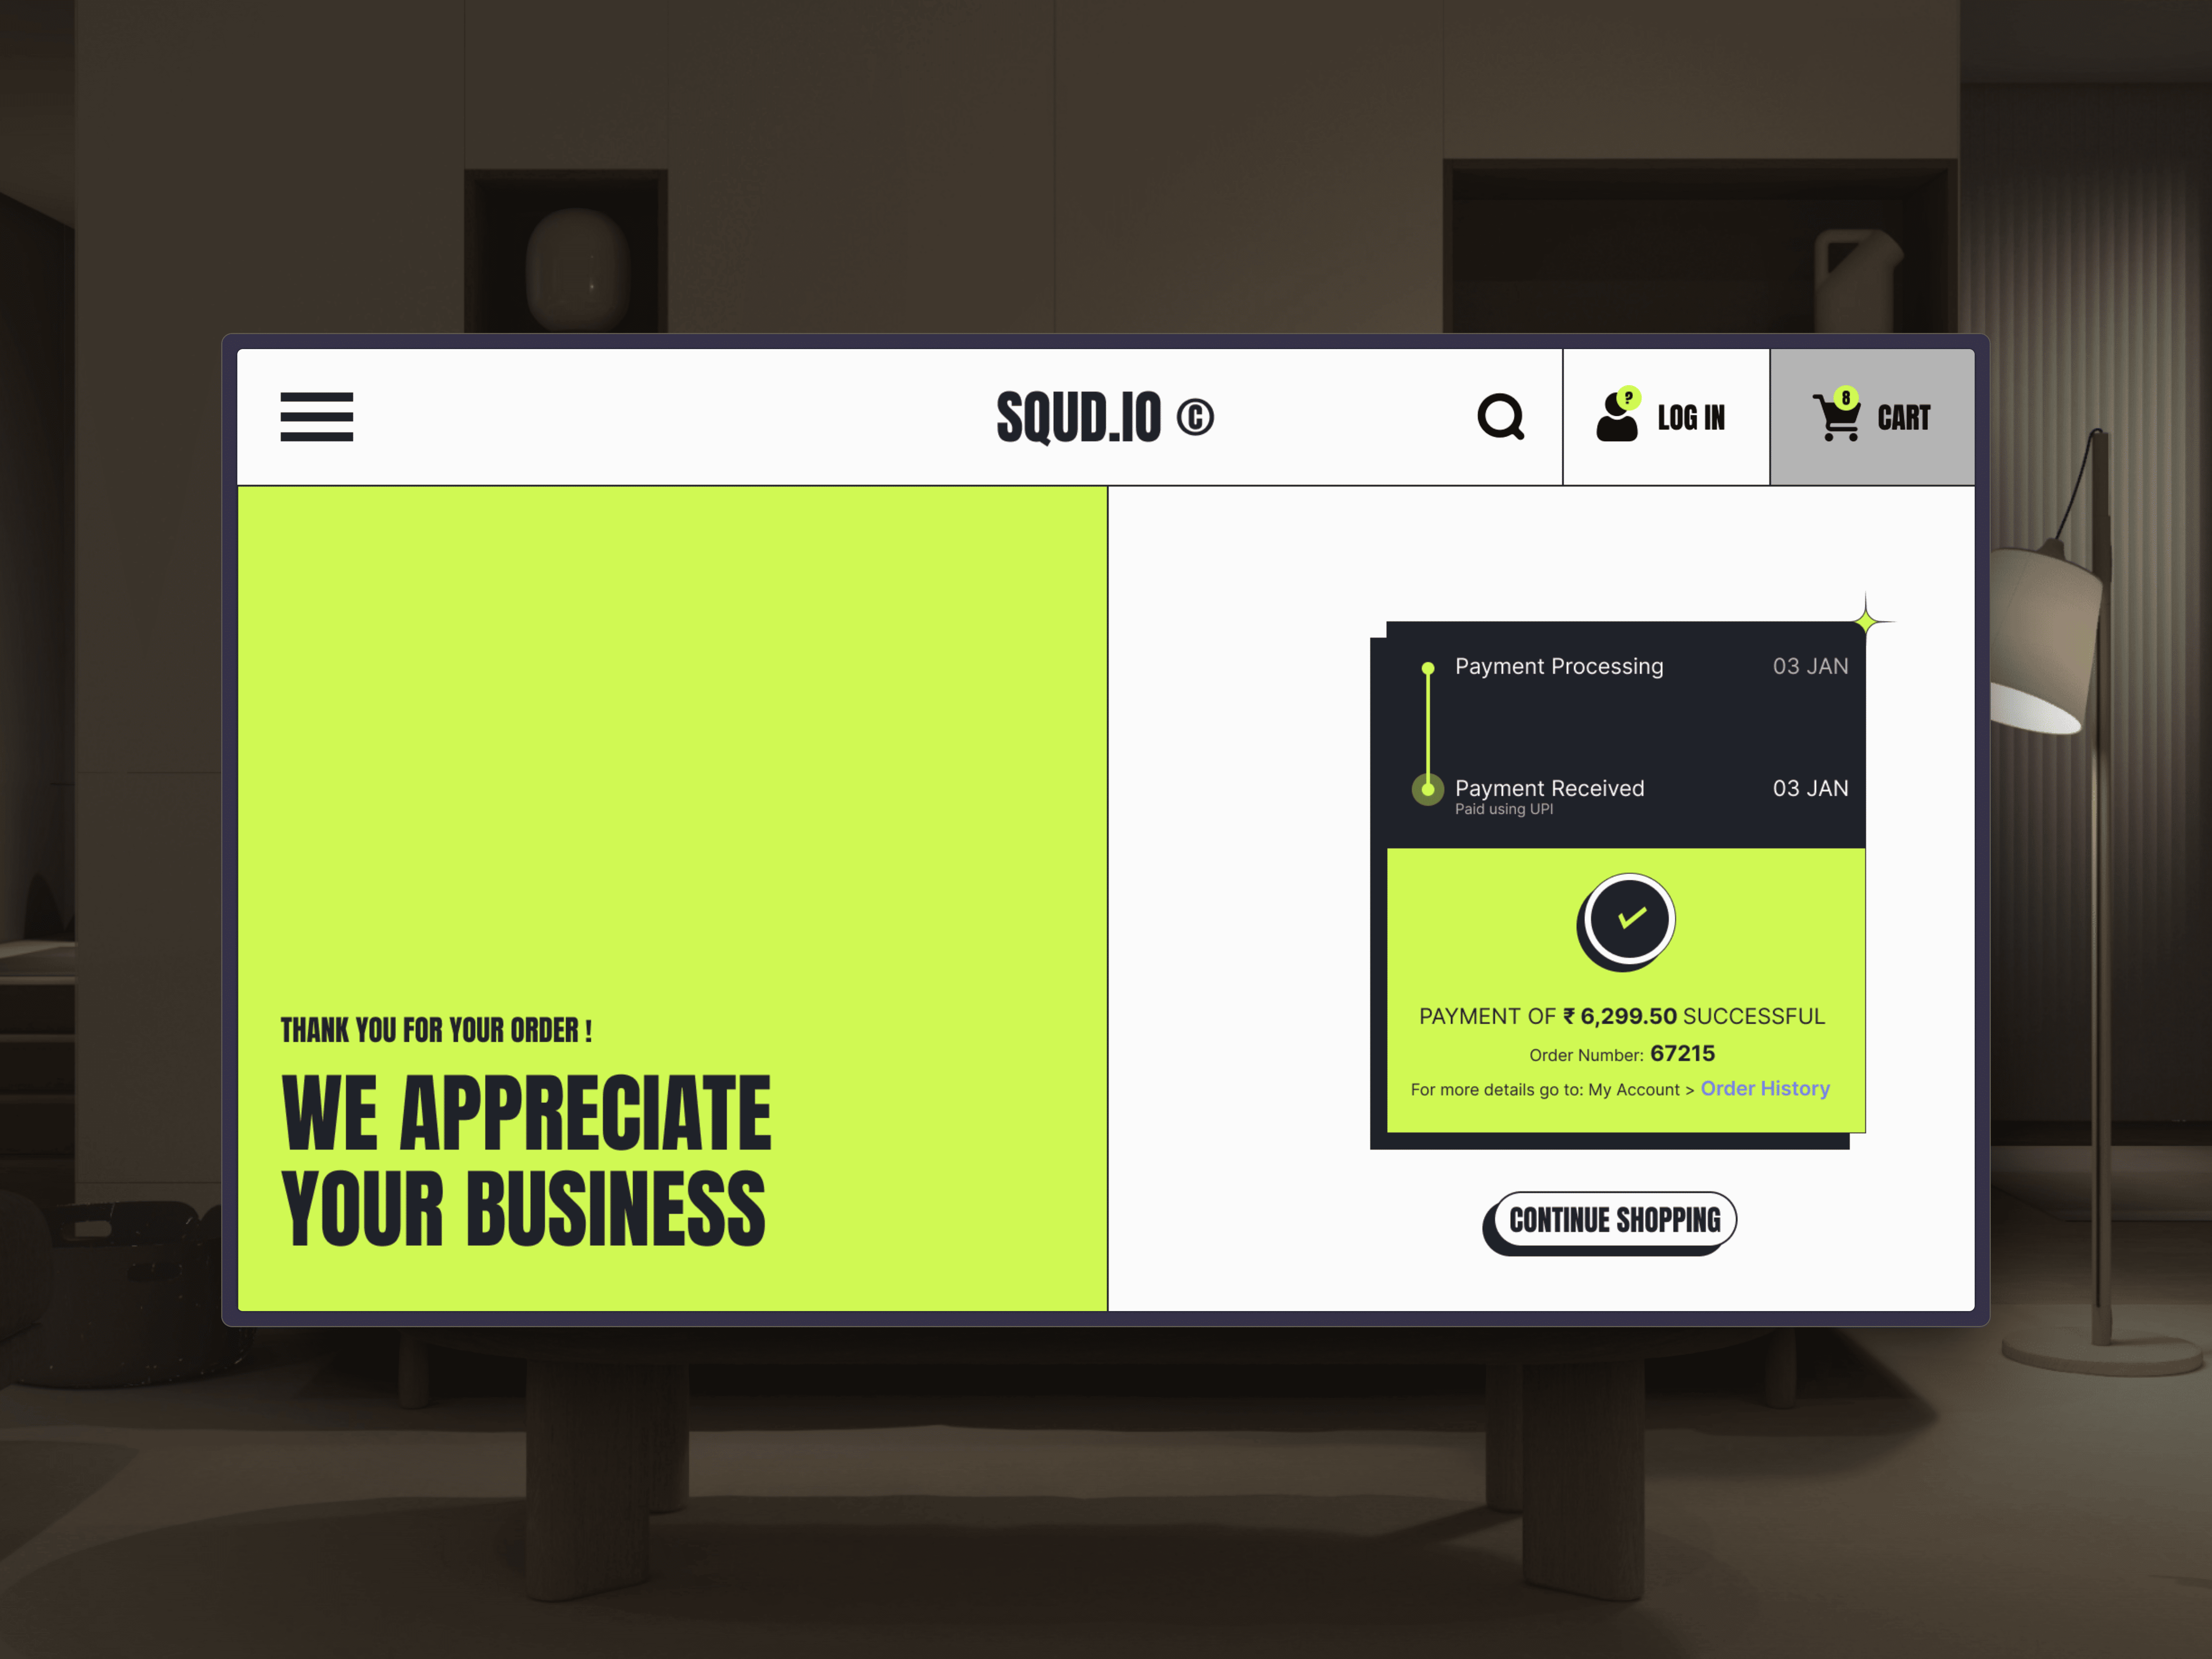 SQUD.IO ©
?
LOG IN
8
CART
Payment Processing 03 JAN
Payment Received 03 JAN
Paid using UPI
PAYMENT OF ₹ 6,299.50 SUCCESSFUL
Order Number: 67215
For more details go to: My Account > Order History
CONTINUE SHOPPING
THANK YOU FOR YOUR ORDER !
WE APPRECIATE
YOUR BUSINESS